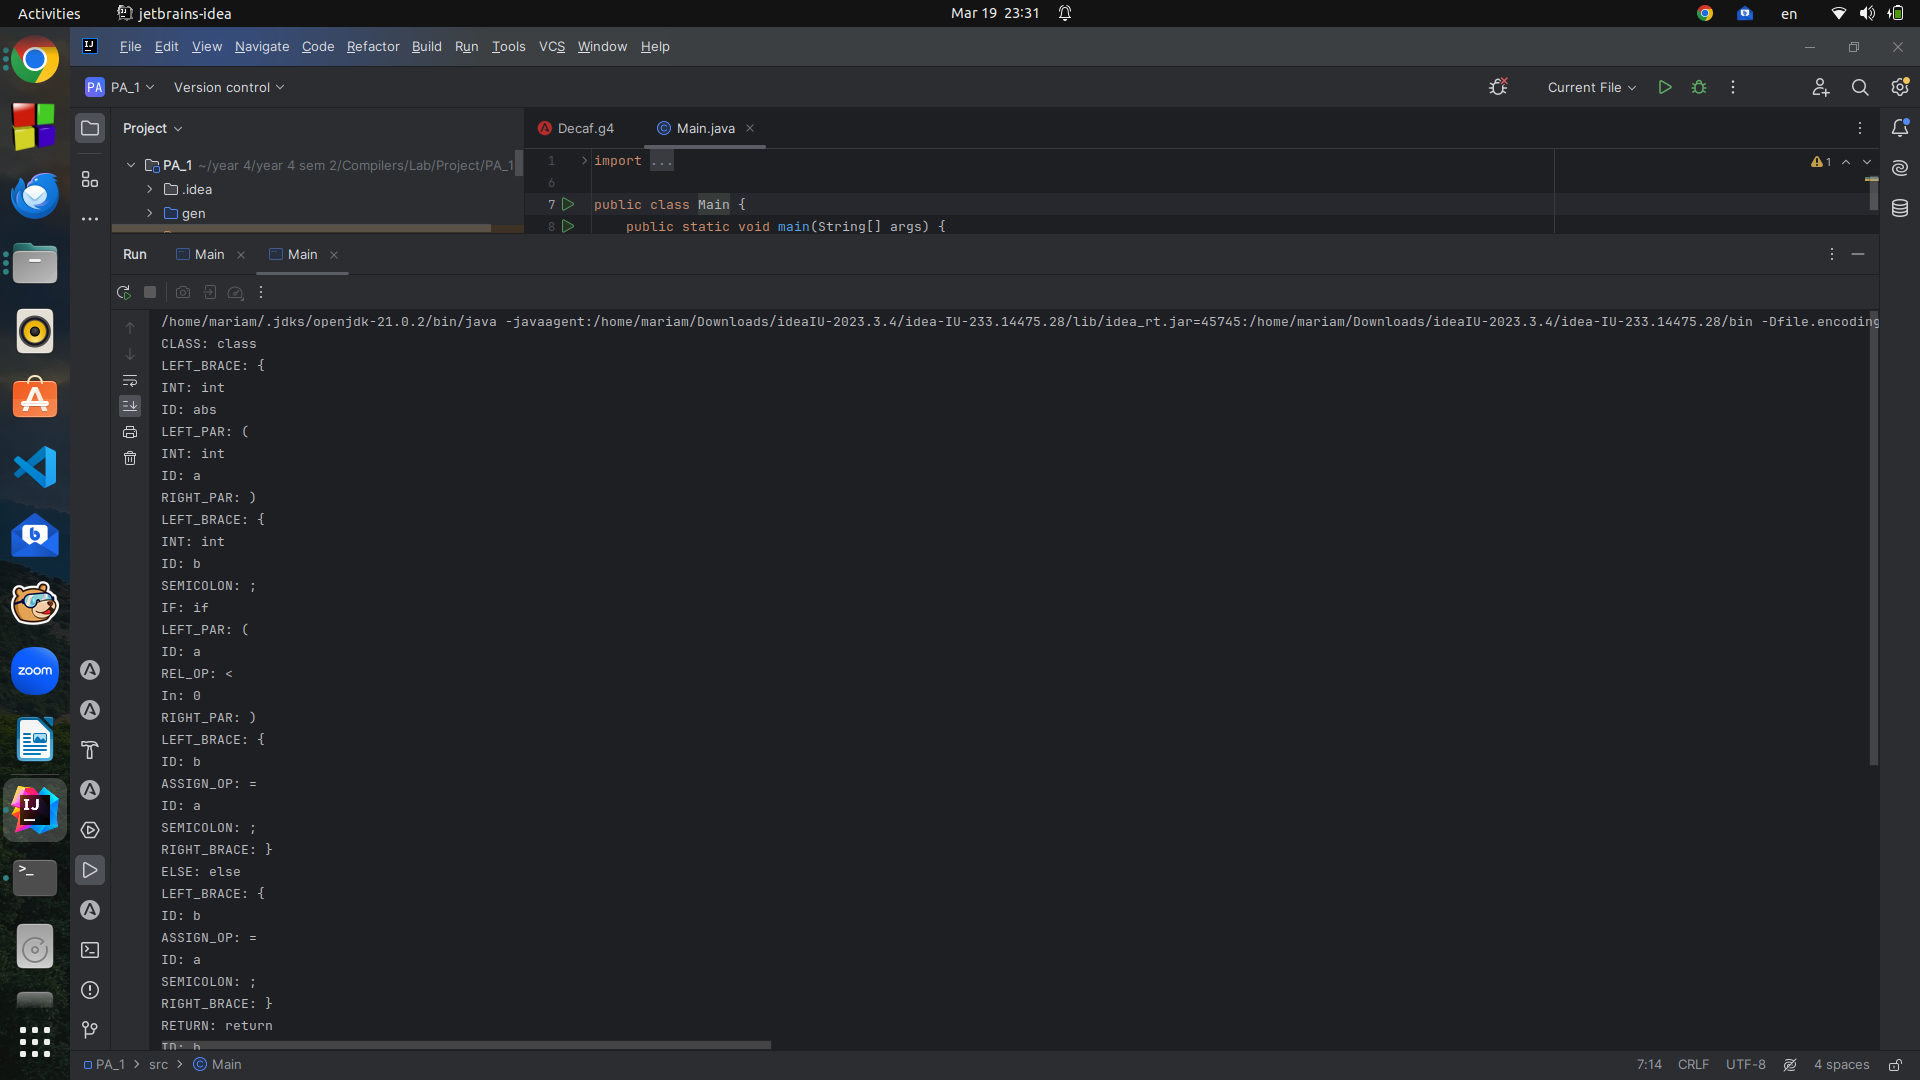 Activities jetbrains-idea Mar 19 23:31 en
File Edit View Navigate Code Refactor Build Run Tools VCS Window Help
PA PA_1 Version control Current File
Project Decaf.g4 Main.java
PA_1 ~/year 4/year 4 sem 2/Compilers/Lab/Project/PA_1
.idea
gen
1 import ... 1
6
7 public class Main {
8 public static void main(String[] args) {
Run Main Main
/home/mariam/.jdks/openjdk-21.0.2/bin/java -javaagent:/home/mariam/Downloads/ideaIU-2023.3.4/idea-IU-233.14475.28/lib/idea_rt.jar=45745:/home/mariam/Downloads/ideaIU-2023.3.4/idea-IU-233.14475.28/bin -Dfile.encoding
CLASS: class
LEFT_BRACE: {
INT: int
ID: abs
LEFT_PAR: (
INT: int
ID: a
RIGHT_PAR: )
LEFT_BRACE: {
INT: int
ID: b
SEMICOLON: ;
IF: if
LEFT_PAR: (
ID: a
REL_OP: <
In: 0
RIGHT_PAR: )
LEFT_BRACE: {
ID: b
ASSIGN_OP: =
ID: a
SEMICOLON: ;
RIGHT_BRACE: }
ELSE: else
LEFT_BRACE: {
ID: b
ASSIGN_OP: =
ID: a
SEMICOLON: ;
RIGHT_BRACE: }
RETURN: return
ID: b
zoom
IJ
PA_1 src Main 7:14 CRLF UTF-8 4 spaces